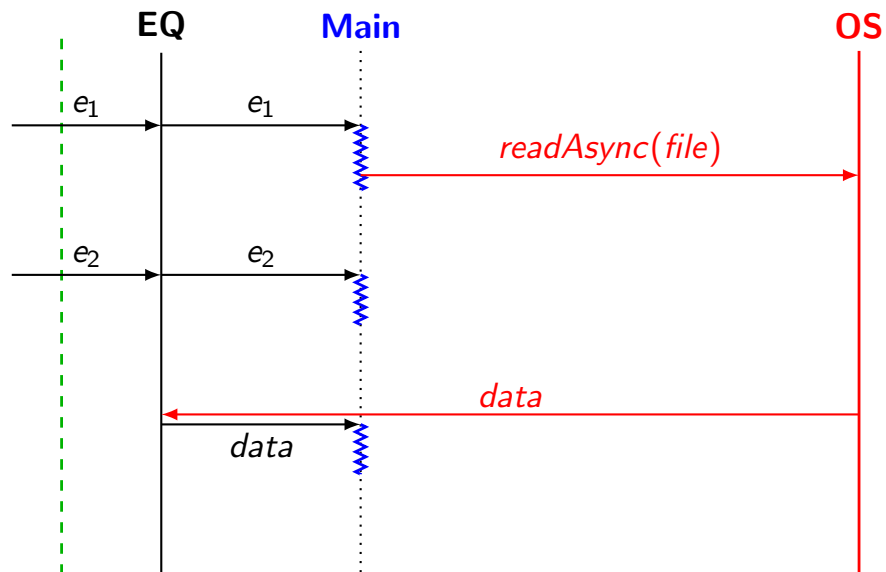 EQ Main OS
e₁ e₁
readAsync(file)
e₂ e₂
data
data